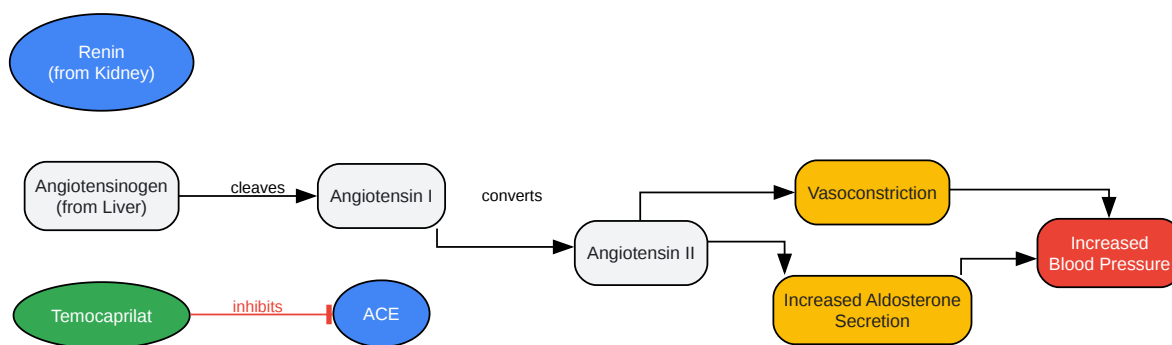 Renin
(from Kidney)
Angiotensinogen
(from Liver)
cleaves
Angiotensin I
converts
Angiotensin II
Vasoconstriction
Increased
Blood Pressure
Increased Aldosterone
Secretion
Temocaprilat
inhibits
ACE